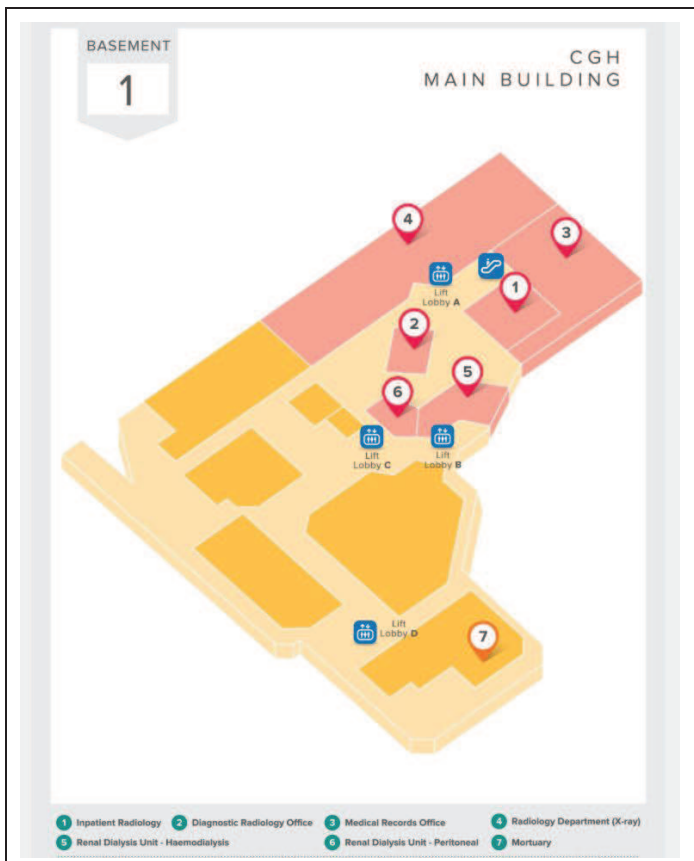 BASEMENT
1
CGH
MAIN BUILDING
4
3
1
Lift
Lobby A
2
5
6
Lift
Lobby C
Lift
Lobby B
Lift
Lobby D
7
1 Inpatient Radiology 2 Diagnostic Radiology Office 3 Medical Records Office 4 Radiology Department (X-ray)
5 Renal Dialysis Unit - Haemodialysis 6 Renal Dialysis Unit - Peritoneal 7 Mortuary